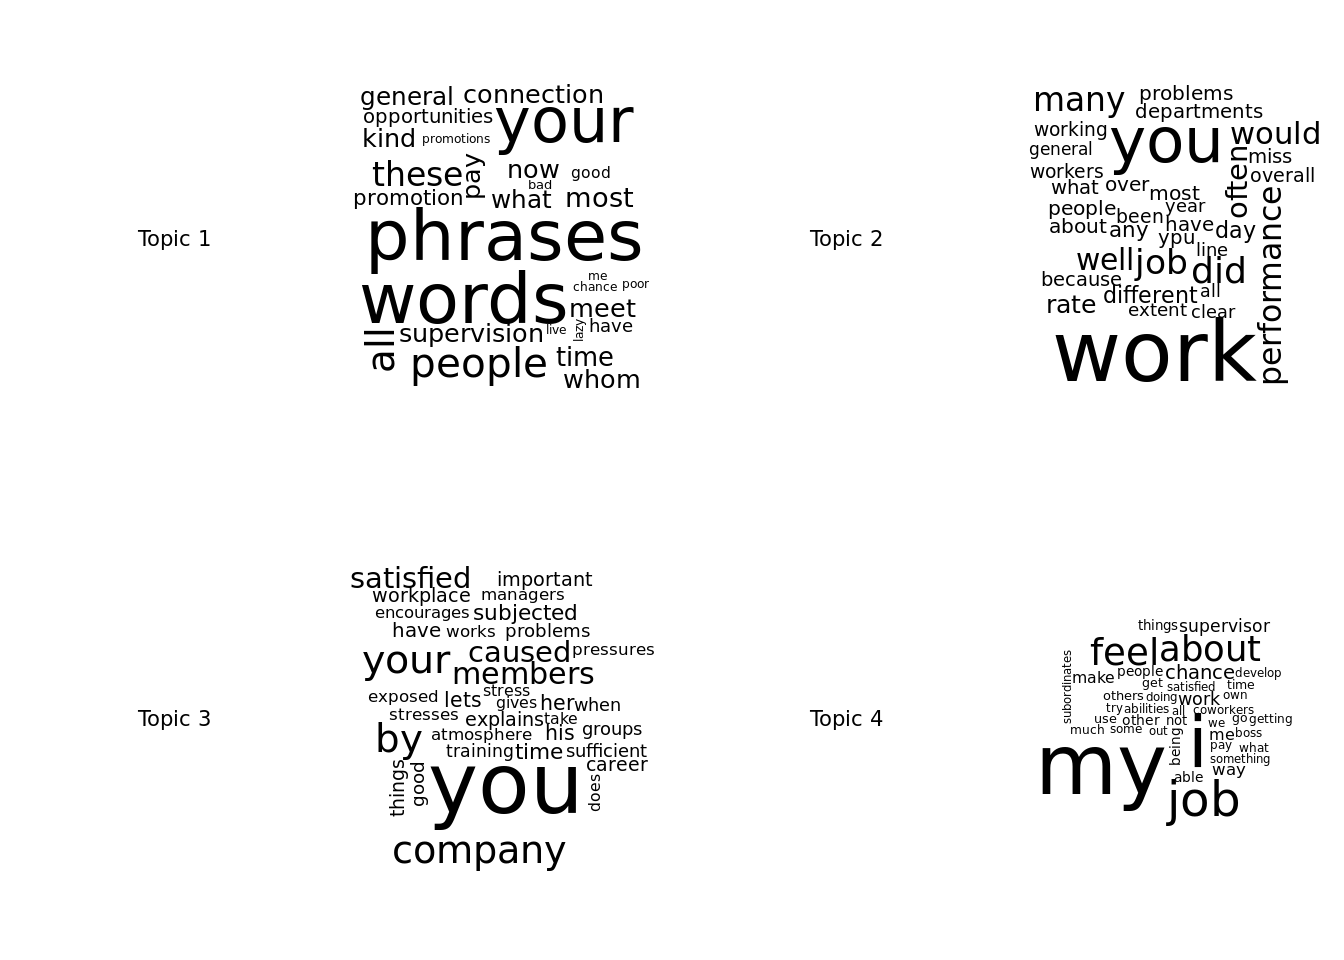 Topic 1
general connection
opportunities your
kind promotions
these pay now good
bad
promotion what most
phrases
words me
chance poor
meet
all supervision live lazy have
people time
whom
Topic 2
many problems
departments
working you would
general often miss
workers overall
what over most
people been year
about any have day
ypu
well job line did
because
different all
rate extent clear
performance
work
Topic 3
satisfied important
workplace managers
encourages subjected
have works problems
your caused pressures
members
exposed lets stress gives her when
stresses explains take
by atmosphere his groups
training time sufficient
things good you career
does
company
Topic 4
things supervisor
feel about
subordinates make people chance develop
get satisfied time
others doing work own
try abilities all coworkers
use other not we go getting
much some out i me boss
my being pay what
something
able way
job